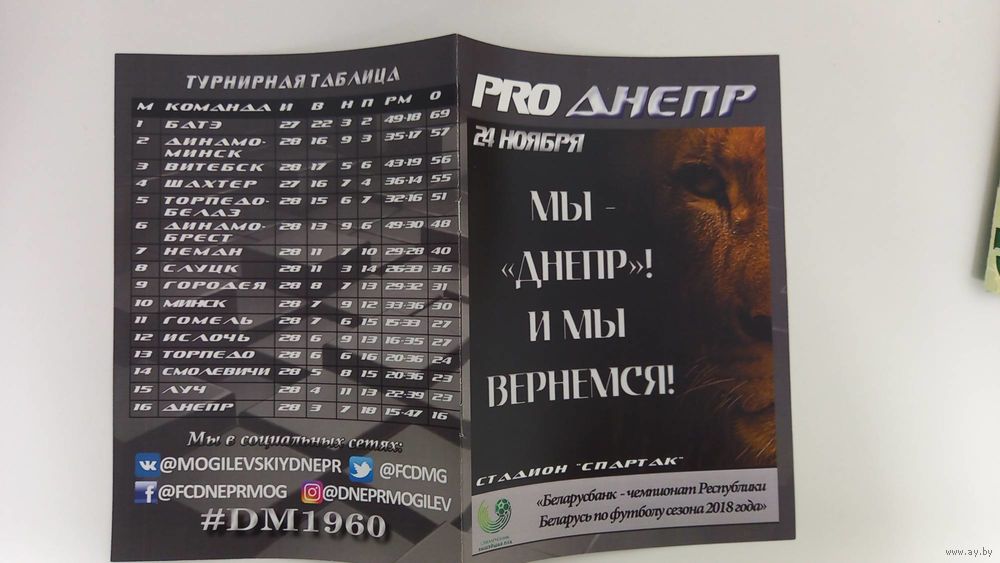 ТУРНИРНАЯ ТАБЛИЦА
М КОМАНДА И В Н П РМ О
1 БАТЭ 27 22 3 2 49-18 69
2 ДИНАМО-МИНСК 28 16 9 3 35-17 57
3 ВИТЕБСК 28 17 5 6 43-19 56
4 ШАХТЕР 27 16 7 4 36-14 55
5 ТОРПЕДО-БЕЛАЗ 28 15 6 7 32-16 51
6 ДИНАМО-БРЕСТ 28 13 9 6 49-30 48
7 НЕМАН 28 11 7 10 29-28 40
8 СЛУЦК 28 11 3 14 26-33 36
9 ГОРОДЕЯ 28 8 7 13 29-32 31
10 МИНСК 28 7 9 12 33-36 30
11 ГОМЕЛЬ 28 7 6 15 15-33 27
12 ИСЛОЧЬ 28 6 9 13 16-35 27
13 ТОРПЕДО 28 6 6 16 20-36 24
14 СМОЛЕВИЧИ 28 5 8 15 20-36 23
15 ЛУЧ 28 4 11 13 22-39 23
16 ДНЕПР 28 3 7 18 15-47 16
Мы в социальных сетях:
@MOGILEVSKIYDNEPR @FCDMG
@FCDNEPRMOG @DNEPRMOGILEV
#DM1960
PRO ДНЕПР
24 НОЯБРЯ
МЫ -
«ДНЕПР»!
И МЫ
ВЕРНЕМСЯ!
СТАДИОН "СПАРТАК"
«Беларусбанк - чемпионат Республики
Беларусь по футболу сезона 2018 года»
www.ay.by